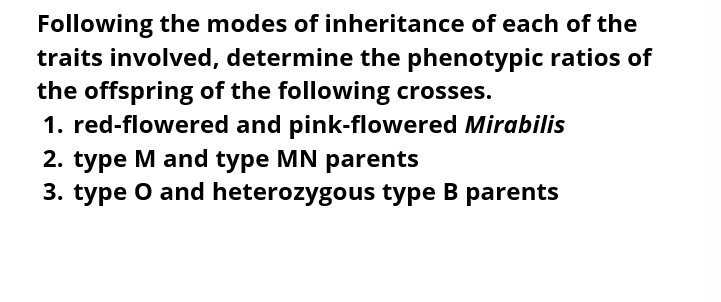 Following the modes of inheritance of each of the
traits involved, determine the phenotypic ratios of
the offspring of the following crosses.
1. red-flowered and pink-flowered Mirabilis
2. type M and type MN parents
3. type O and heterozygous type B parents